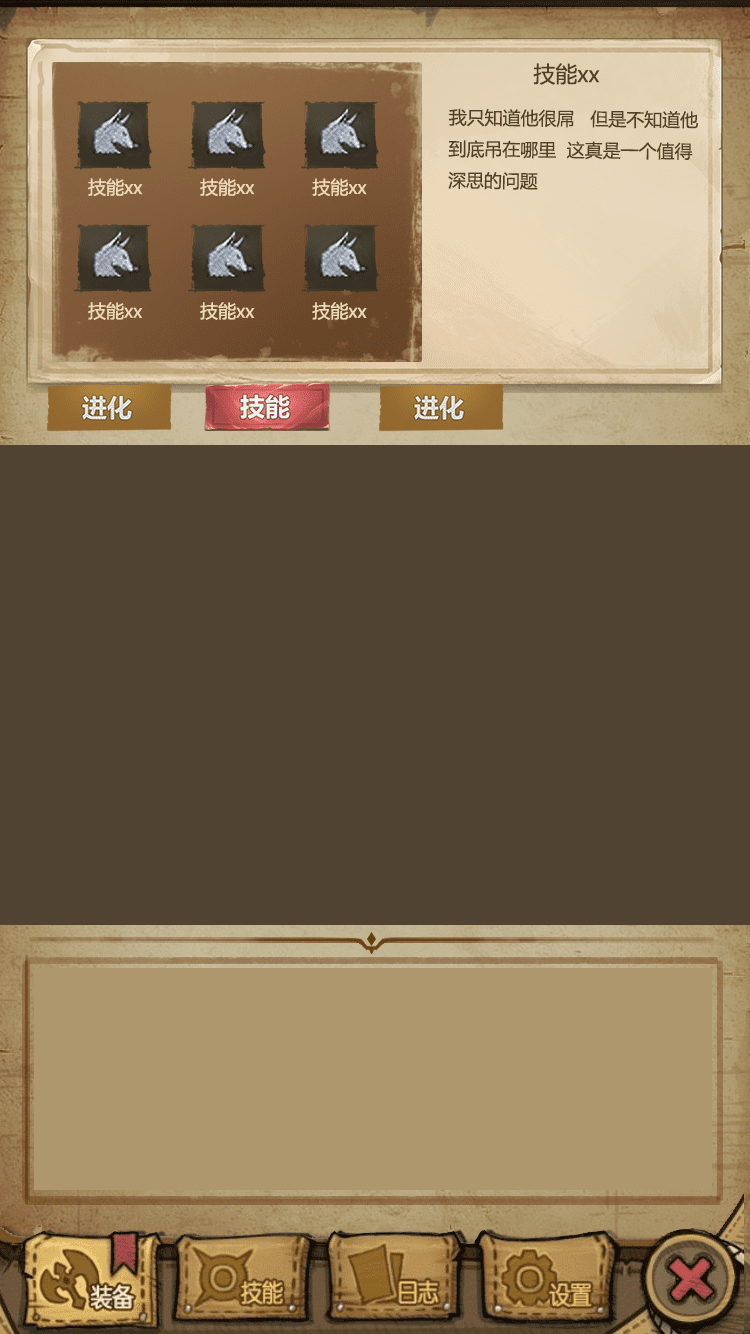 技能xx
我只知道他很屌 但是不知道他
到底吊在哪里 这真是一个值得
深思的问题
技能xx 技能xx 技能xx
技能xx 技能xx 技能xx
进化 技能 进化
装备 技能 日志 设置